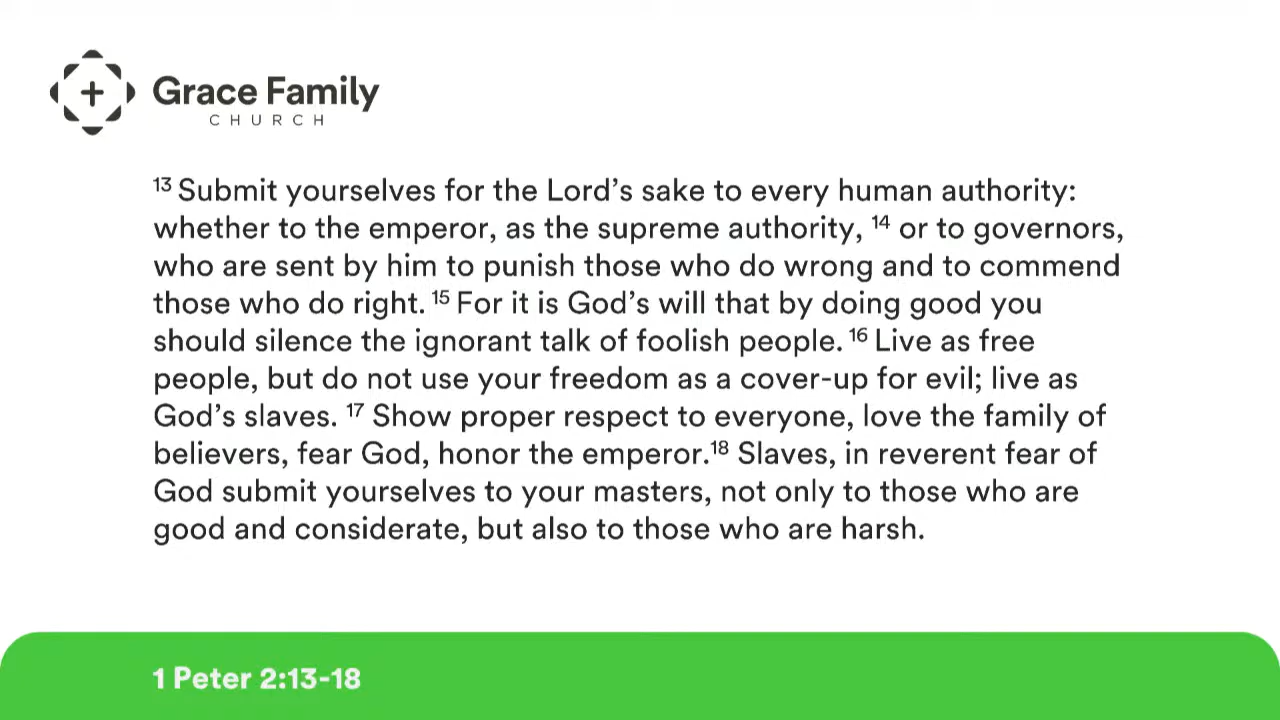 Grace Family
CHURCH
13 Submit yourselves for the Lord's sake to every human authority:
whether to the emperor, as the supreme authority, 14 or to governors,
who are sent by him to punish those who do wrong and to commend
those who do right. 15 For it is God's will that by doing good you
should silence the ignorant talk of foolish people. 16 Live as free
people, but do not use your freedom as a cover-up for evil; live as
God's slaves. 17 Show proper respect to everyone, love the family of
believers, fear God, honor the emperor.18 Slaves, in reverent fear of
God submit yourselves to your masters, not only to those who are
good and considerate, but also to those who are harsh.
1 Peter 2:13-18